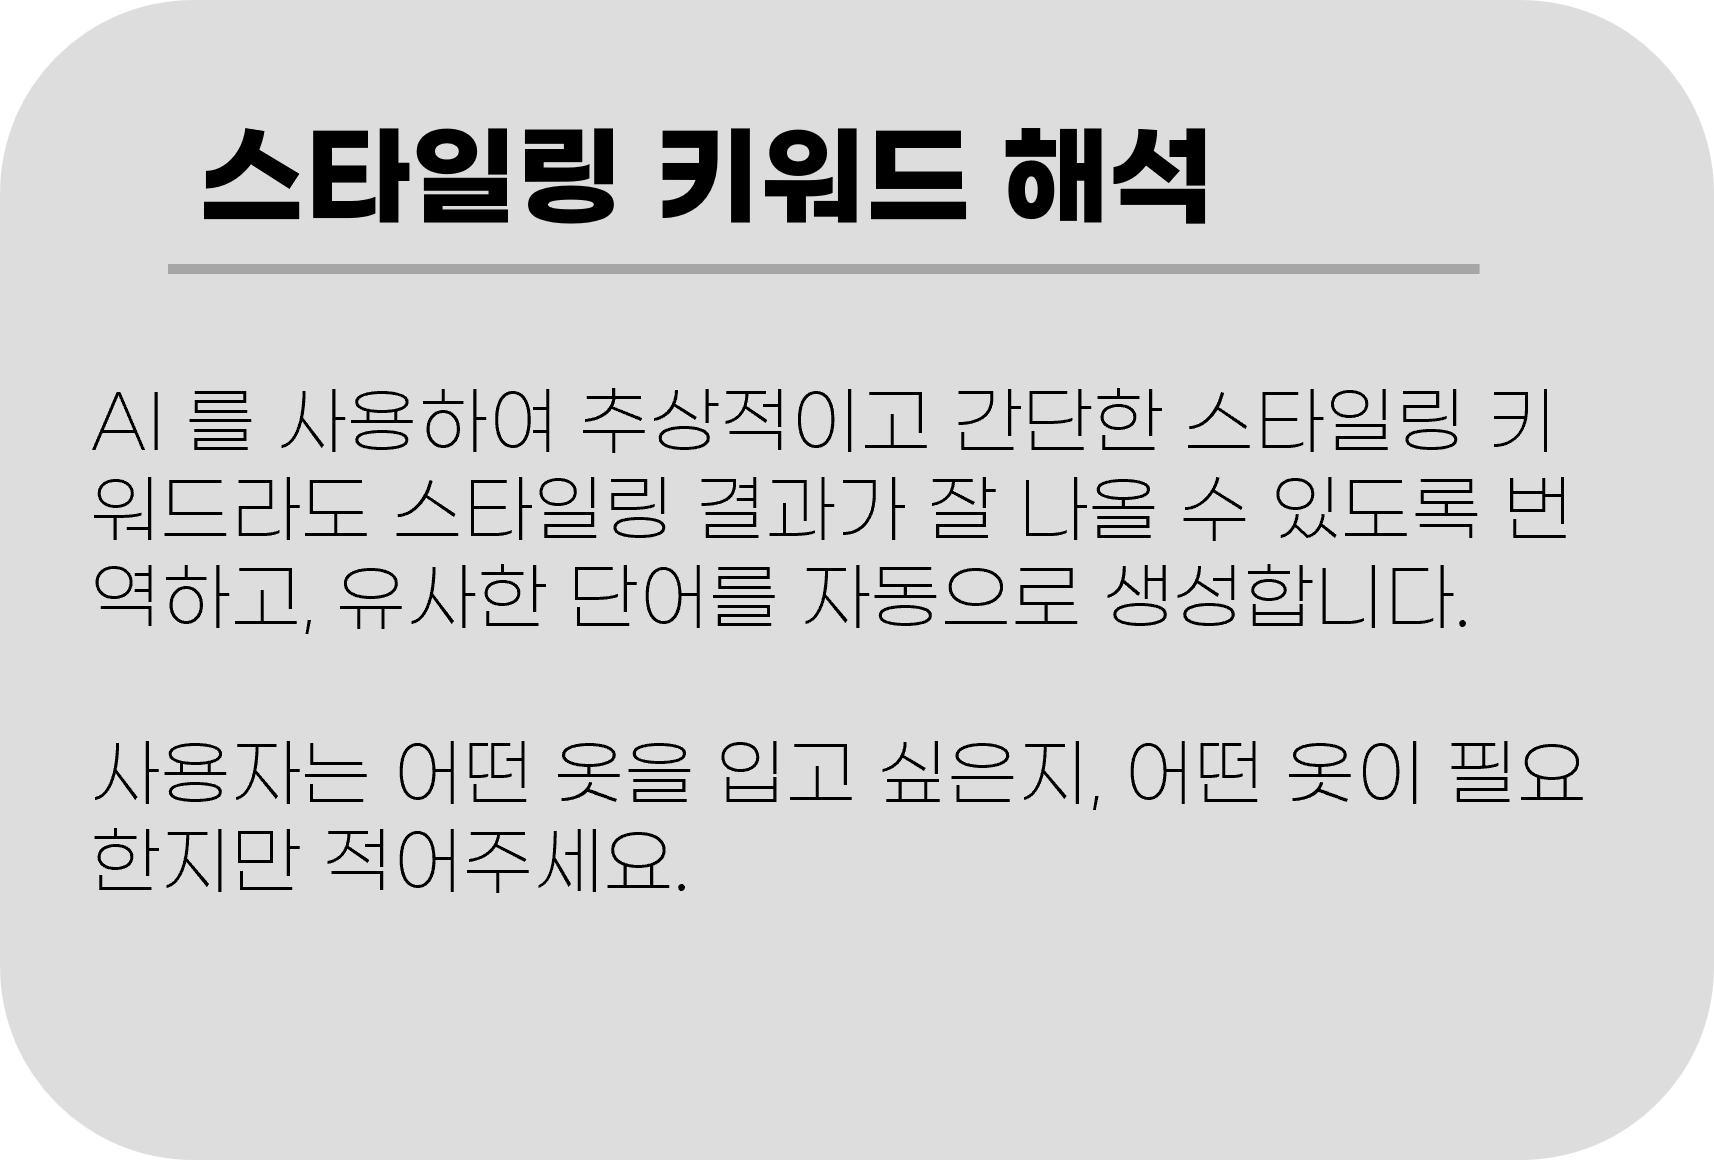 스타일링 키워드 해석
AI 를 사용하여 추상적이고 간단한 스타일링 키
워드라도 스타일링 결과가 잘 나올 수 있도록 번
역하고, 유사한 단어를 자동으로 생성합니다.
사용자는 어떤 옷을 입고 싶은지, 어떤 옷이 필요
한지만 적어주세요.